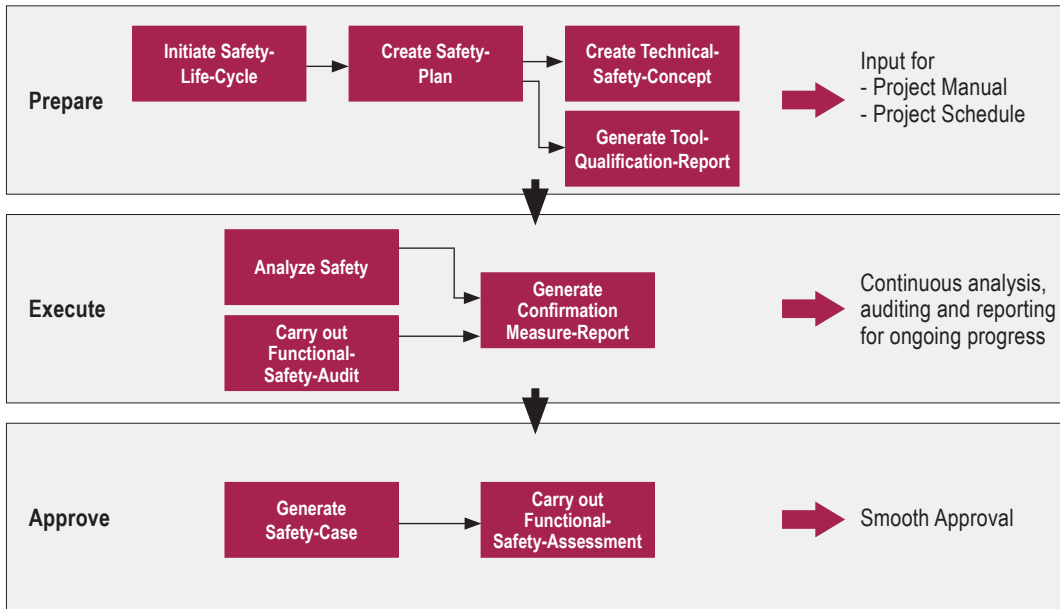 Prepare
Initiate Safety-
Life-Cycle
Create Safety-
Plan
Create Technical-
Safety-Concept
Generate Tool-
Qualification-Report
Input for
- Project Manual
- Project Schedule
Execute
Analyze Safety
Carry out
Functional-
Safety-Audit
Generate
Confirmation
Measure-Report
Continuous analysis,
auditing and reporting
for ongoing progress
Approve
Generate
Safety-Case
Carry out
Functional-
Safety-Assessment
Smooth Approval